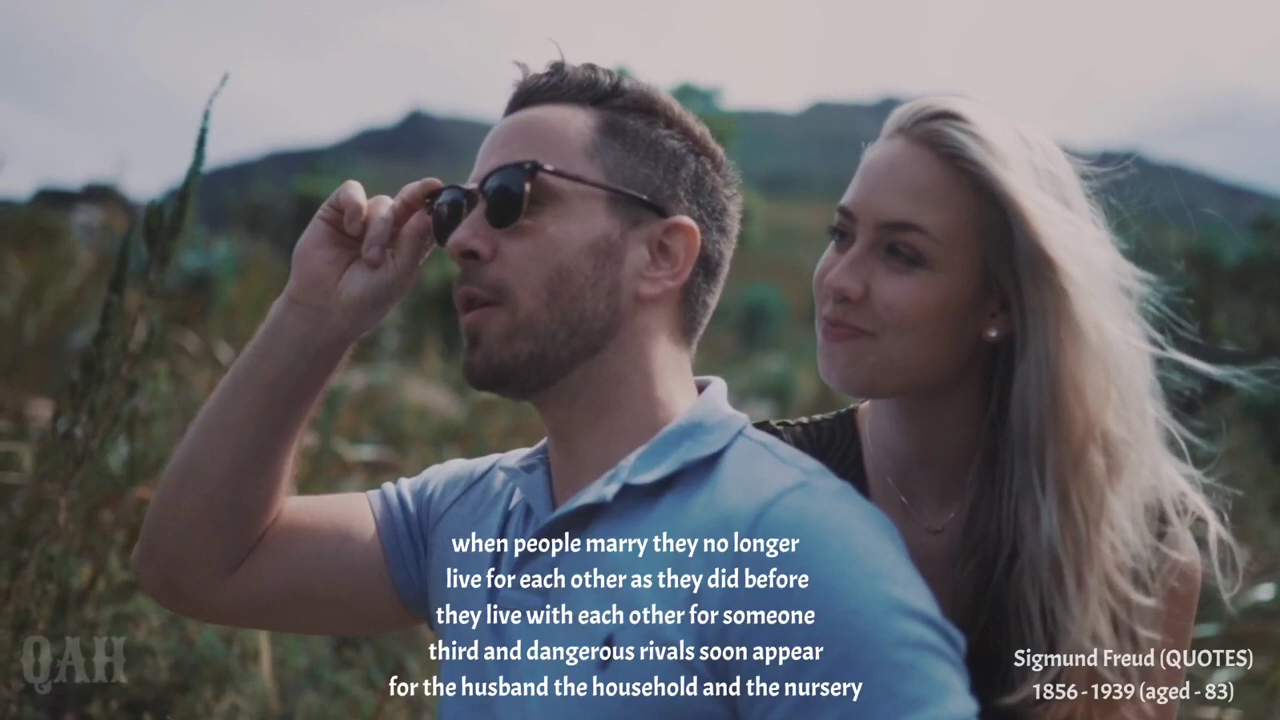 when people marry they no longer
live for each other as they did before
they live with each other for someone
third and dangerous rivals soon appear
for the husband the household and the nursery
QAH
Sigmund Freud (QUOTES)
1856 - 1939 (aged - 83)